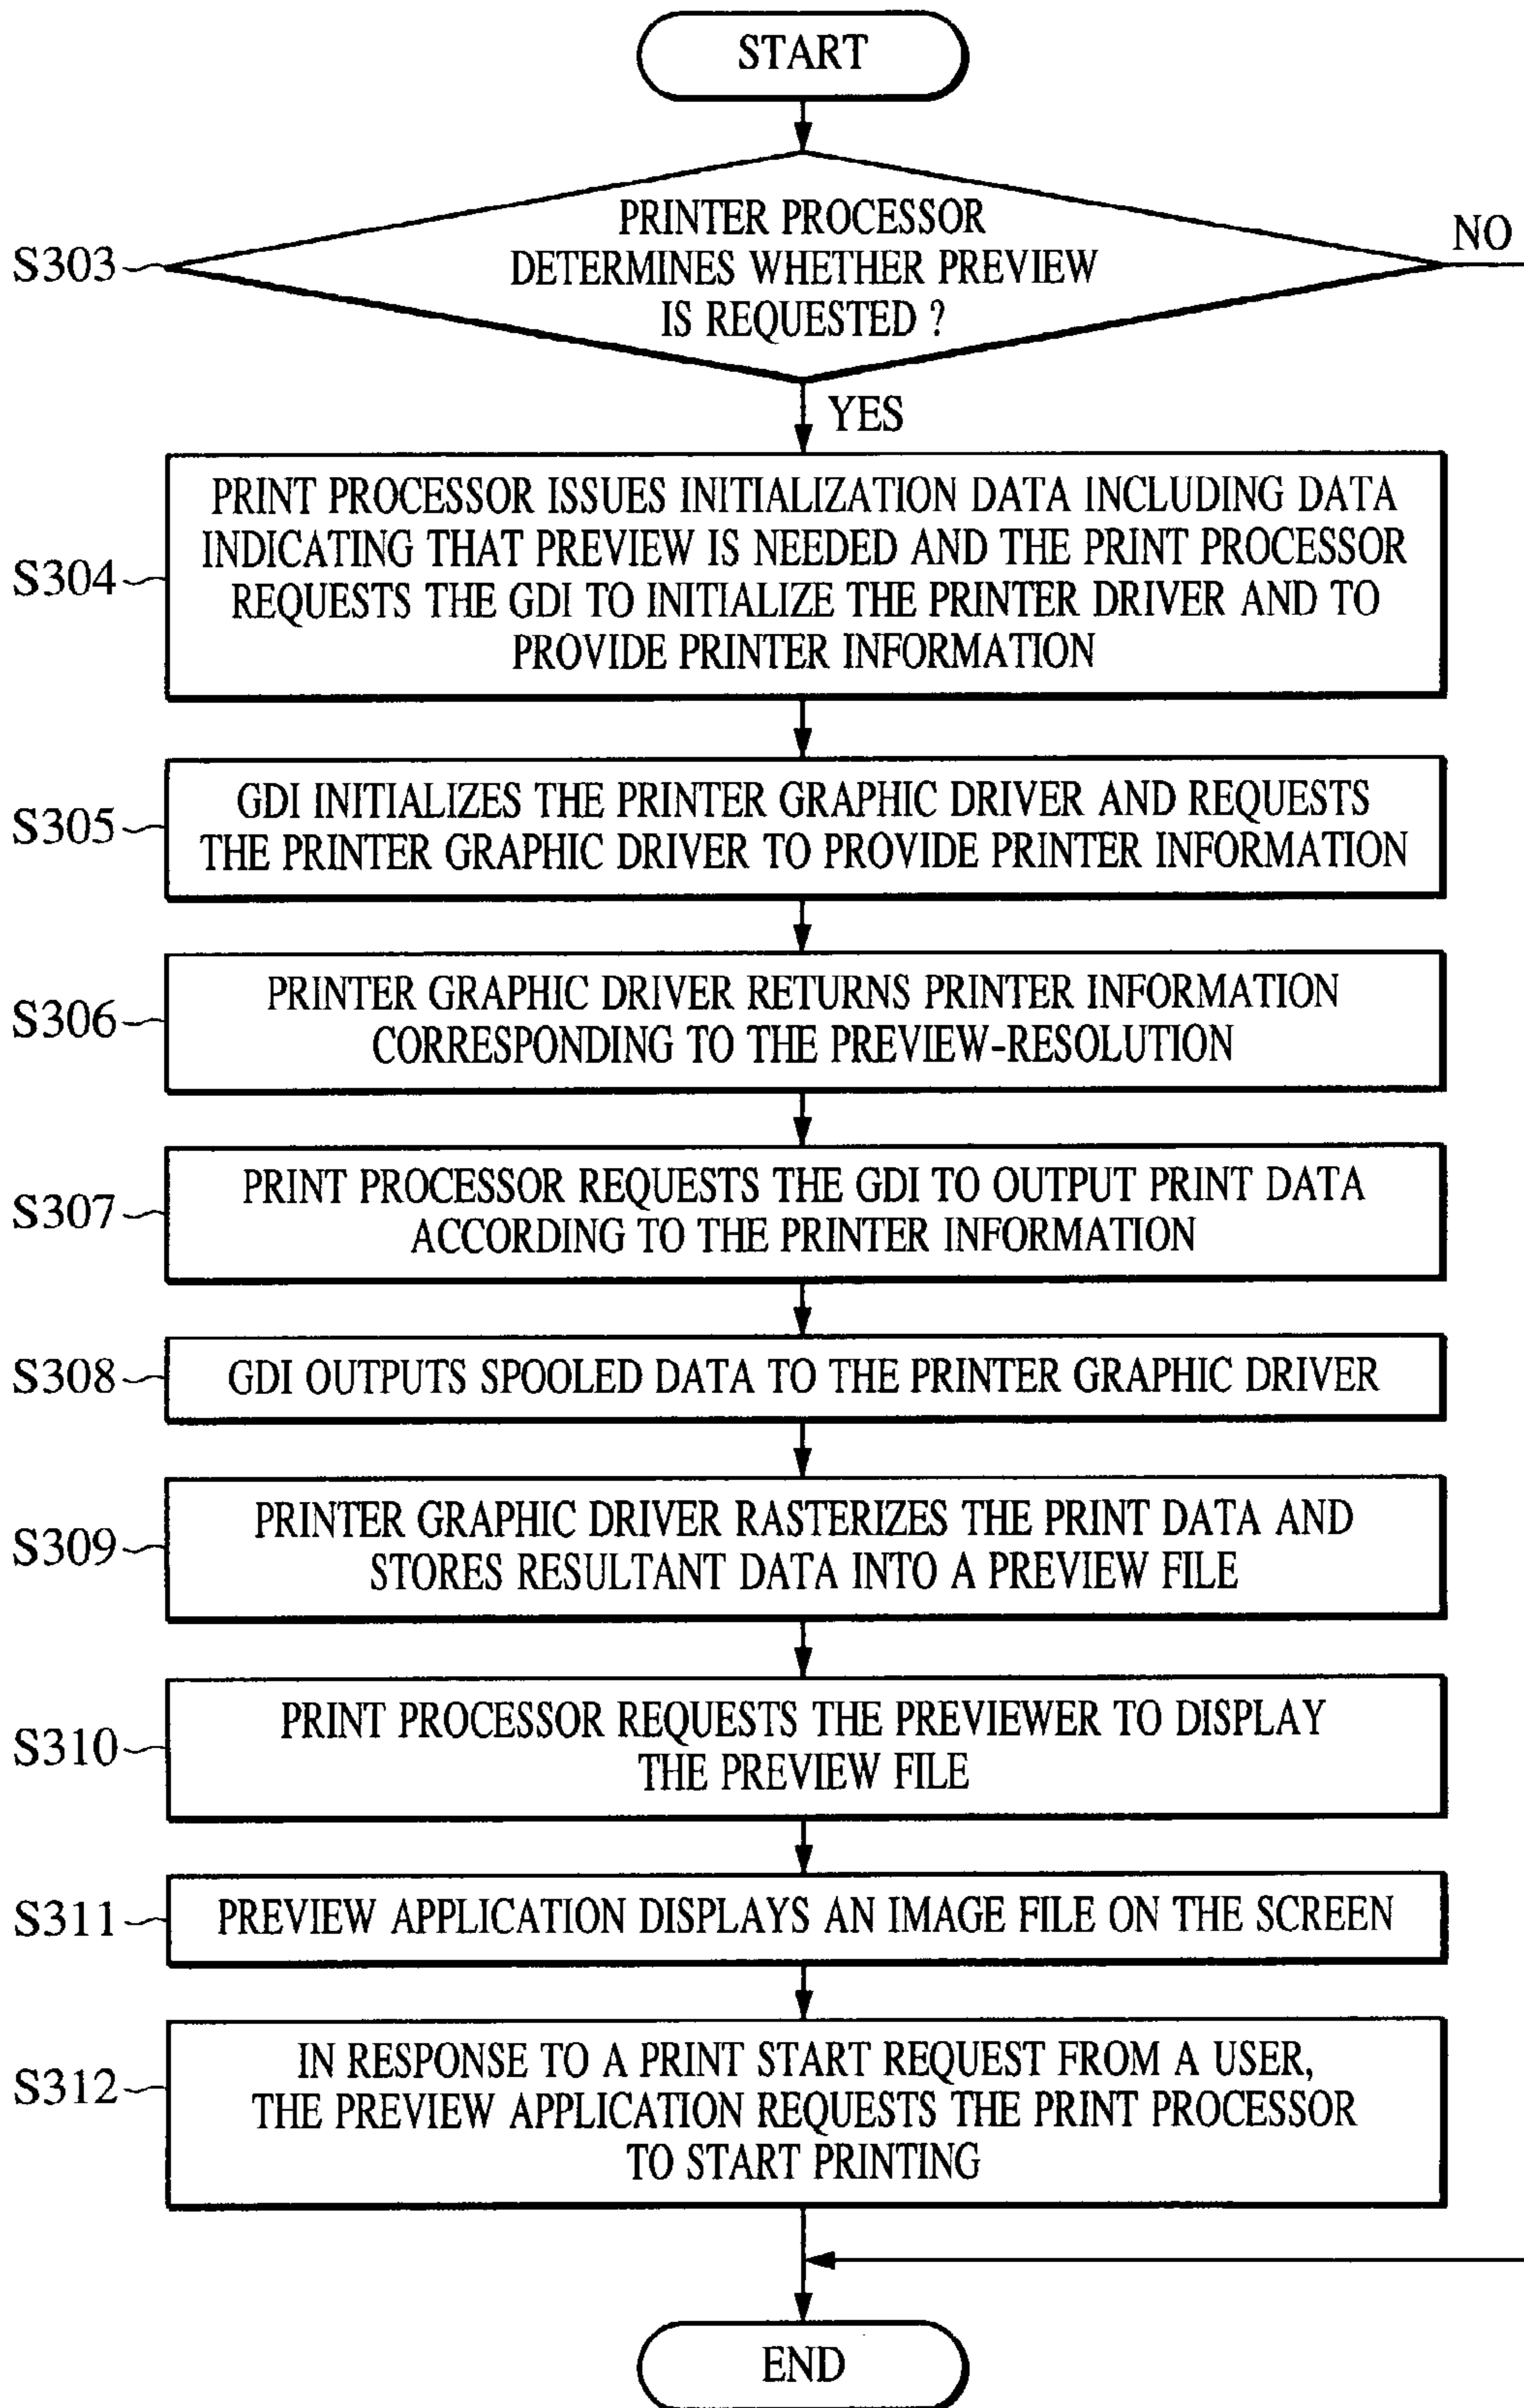 START
PRINTER PROCESSOR
DETERMINES WHETHER PREVIEW
IS REQUESTED ?
S303
NO
YES
S304
PRINT PROCESSOR ISSUES INITIALIZATION DATA INCLUDING DATA
INDICATING THAT PREVIEW IS NEEDED AND THE PRINT PROCESSOR
REQUESTS THE GDI TO INITIALIZE THE PRINTER DRIVER AND TO
PROVIDE PRINTER INFORMATION
S305
GDI INITIALIZES THE PRINTER GRAPHIC DRIVER AND REQUESTS
THE PRINTER GRAPHIC DRIVER TO PROVIDE PRINTER INFORMATION
S306
PRINTER GRAPHIC DRIVER RETURNS PRINTER INFORMATION
CORRESPONDING TO THE PREVIEW-RESOLUTION
S307
PRINT PROCESSOR REQUESTS THE GDI TO OUTPUT PRINT DATA
ACCORDING TO THE PRINTER INFORMATION
S308
GDI OUTPUTS SPOOLED DATA TO THE PRINTER GRAPHIC DRIVER
S309
PRINTER GRAPHIC DRIVER RASTERIZES THE PRINT DATA AND
STORES RESULTANT DATA INTO A PREVIEW FILE
S310
PRINT PROCESSOR REQUESTS THE PREVIEWER TO DISPLAY
THE PREVIEW FILE
S311
PREVIEW APPLICATION DISPLAYS AN IMAGE FILE ON THE SCREEN
S312
IN RESPONSE TO A PRINT START REQUEST FROM A USER,
THE PREVIEW APPLICATION REQUESTS THE PRINT PROCESSOR
TO START PRINTING
END